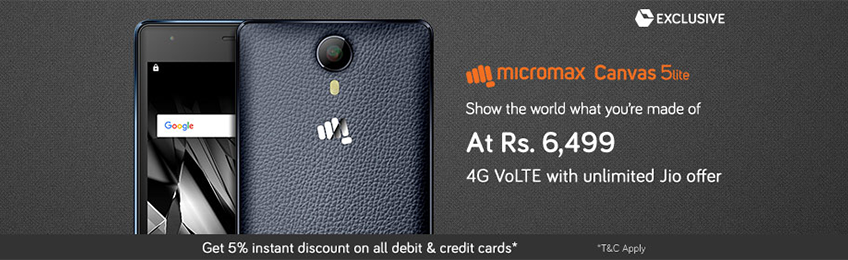 EXCLUSIVE
micromax Canvas 5lite
Show the world what you're made of
Google
At Rs. 6,499
4G VoLTE with unlimited Jio offer
Get 5% instant discount on all debit & credit cards* *T&C Apply